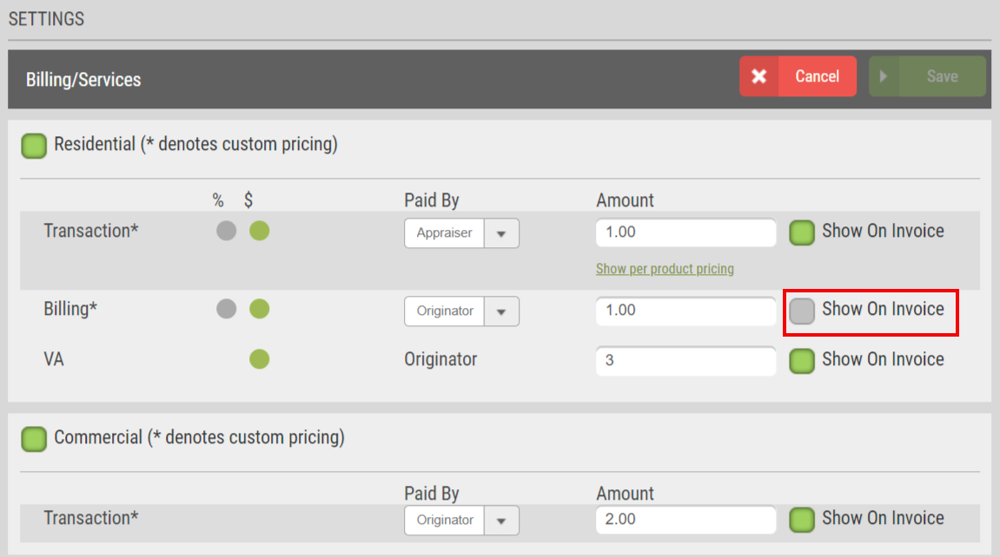 SETTINGS
Billing/Services
Cancel
Save
Residential (* denotes custom pricing)
% $ Paid By Amount
Transaction* Appraiser 1.00 Show On Invoice
Show per product pricing
Billing* Originator 1.00 Show On Invoice
VA Originator 3 Show On Invoice
Commercial (* denotes custom pricing)
Paid By Amount
Transaction* Originator 2.00 Show On Invoice